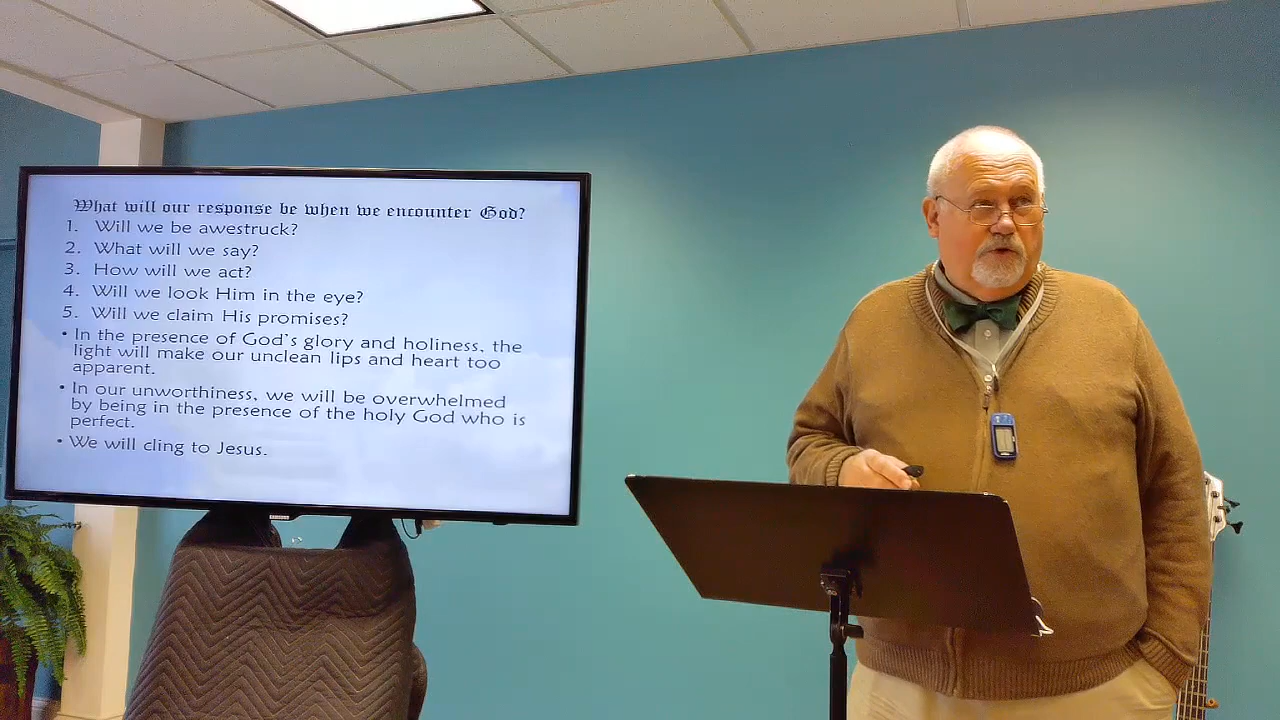 What will our response be when we encounter God?
1. Will we be awestruck?
2. What will we say?
3. How will we act?
4. Will we look Him in the eye?
5. Will we claim His promises?
• In the presence of God's glory and holiness, the
light will make our unclean lips and heart too
apparent.
• In our unworthiness, we will be overwhelmed
by being in the presence of the holy God who is
perfect.
• We will cling to Jesus.